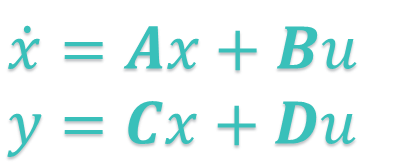 ẋ = Ax + Bu
y = Cx + Du